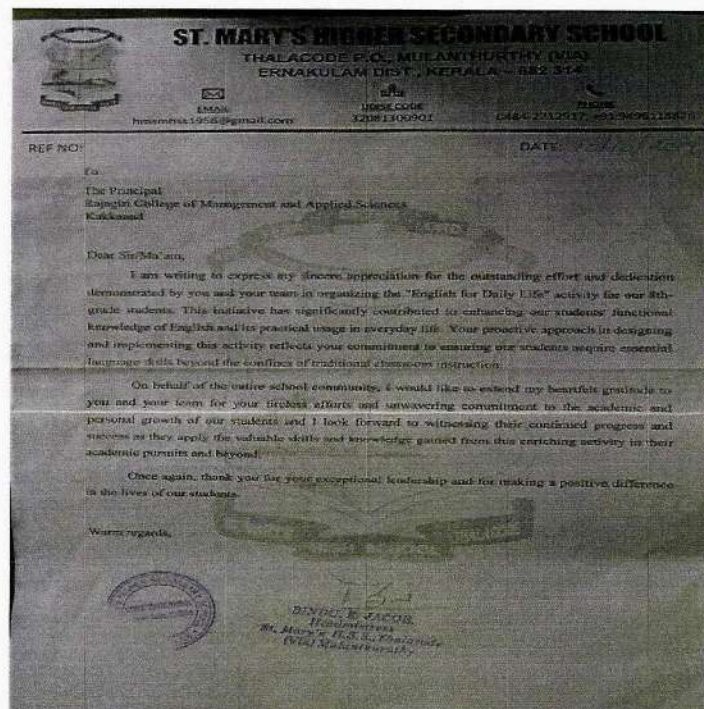 ST. MARY'S HIGHER SECONDARY SCHOOL
THALACODE P.O., MULANTHURTHY (VIA)
ERNAKULAM DIST., KERALA – 682 314
EMAIL
UDISE CODE
PHONE
hmsmhss1956@gmail.com
32081300901
0484-2732917,
REF NO:
DATE:
To
The Principal
Rajagiri College of Management and Applied Sciences
Kakkanad
Dear Sir/Ma'am,
I am writing to express my sincere appreciation for the outstanding effort and dedication
demonstrated by you and your team in organizing the "English for Daily Life" activity for our 8th-
grade students. This initiative has significantly contributed to enhancing our students' functional
knowledge of English and its practical usage in everyday life. Your proactive approach in designing
and implementing this activity reflects your commitment to ensuring our students acquire essential
language skills beyond the confines of traditional classroom instruction.
On behalf of the entire school community, I would like to extend my heartfelt gratitude to
you and your team for your tireless efforts and unwavering commitment to the academic and
personal growth of our students and I look forward to witnessing their continued progress and
success as they apply the valuable skills and knowledge gained from this enriching activity in their
academic pursuits and beyond.
Once again, thank you for your exceptional leadership and for making a positive difference
in the lives of our students.
Warm regards,
BINDU. K. JACOB.
Headmistress
St. Mary's H.S.S., Thalacode
(Via) Mulanthuruthy